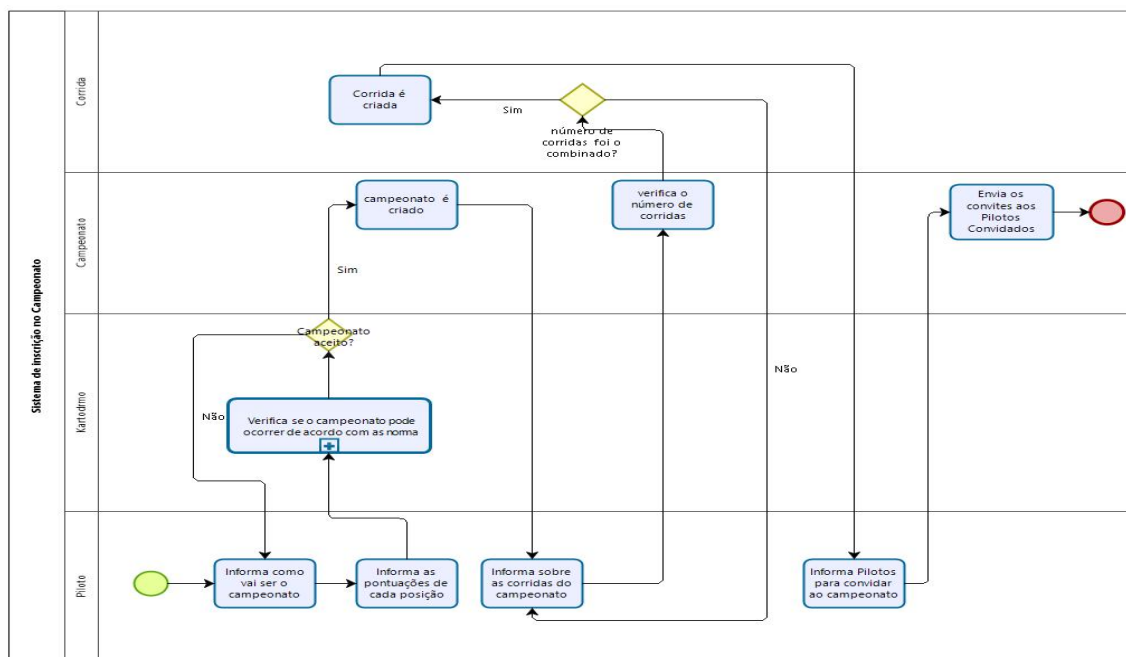 Sistema de inscrição no Campeonato
Corrida
Corrida é
criada
Sim
número de
corridas foi o
combinado?
Campeonato
campeonato é
criado
verifica o
número de
corridas
Envia os
convites aos
Pilotos
Convidados
Sim
Kartodrmo
Campeonato
aceito?
Não
Não
Verifica se o campeonato pode
ocorrer de acordo com as norma
Piloto
Informa como
vai ser o
campeonato
Informa as
pontuações de
cada posição
Informa sobre
as corridas do
campeonato
Informa Pilotos
para convidar
ao campeonato